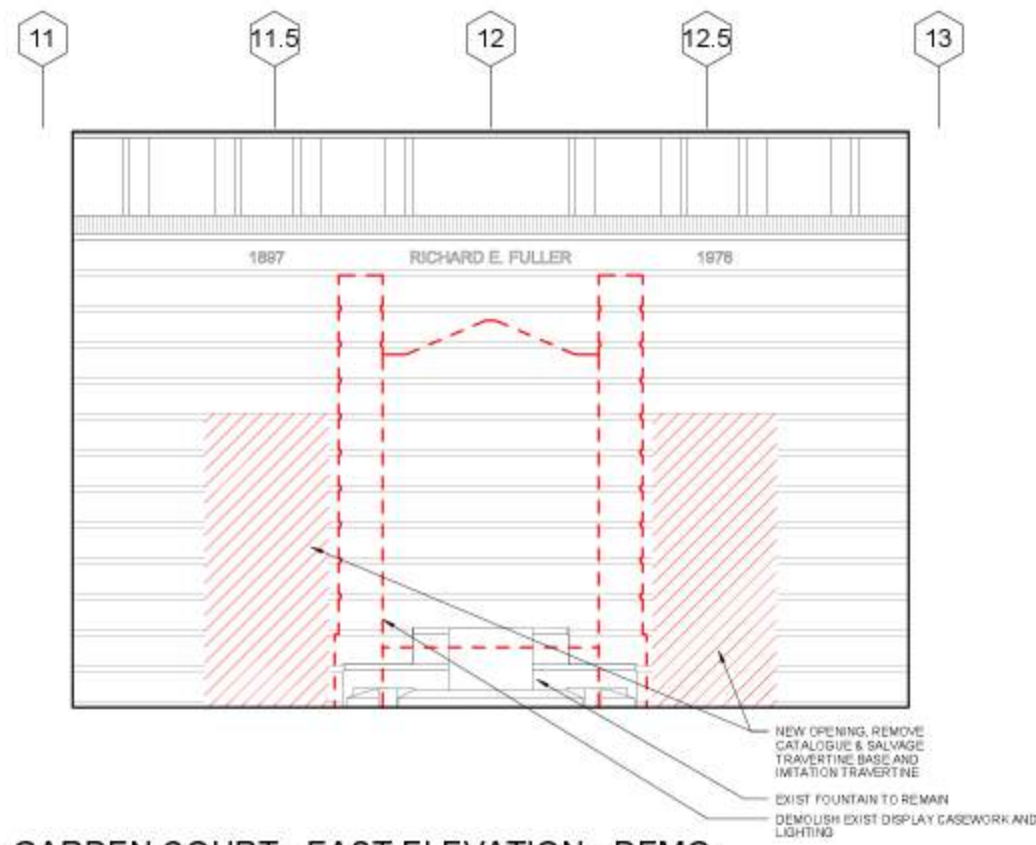 11 11.5 12 12.5 13
1897 RICHARD E. FULLER 1976
NEW OPENING, REMOVE
CATALOGUE & SALVAGE
TRAVERTINE BASE AND
IMITATION TRAVERTINE
EXIST FOUNTAIN TO REMAIN
DEMOLISH EXIST DISPLAY CASEWORK AND
LIGHTING
GARDEN COURT - EAST ELEVATION - DEMO